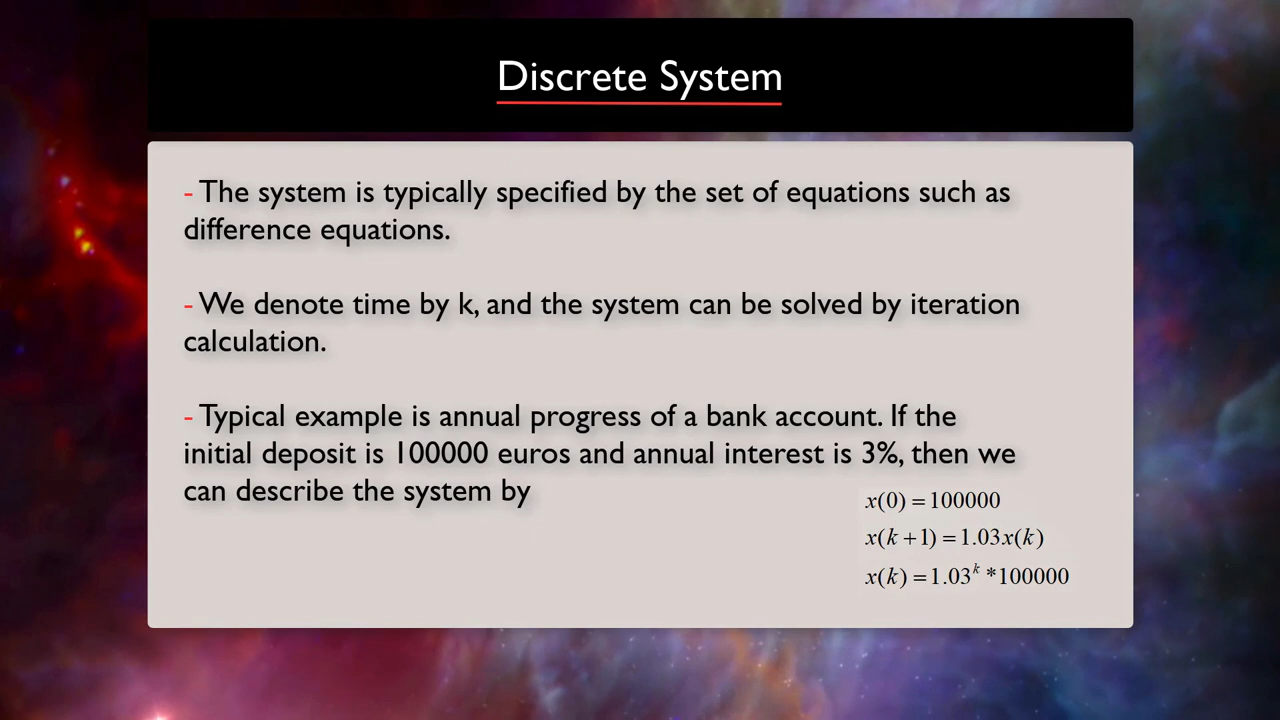 Discrete System
- The system is typically specified by the set of equations such as
difference equations.
- We denote time by k, and the system can be solved by iteration
calculation.
- Typical example is annual progress of a bank account. If the
initial deposit is 100000 euros and annual interest is 3%, then we
can describe the system by
x(0) = 100000
x(k+1) = 1.03x(k)
x(k) = 1.03^k *100000